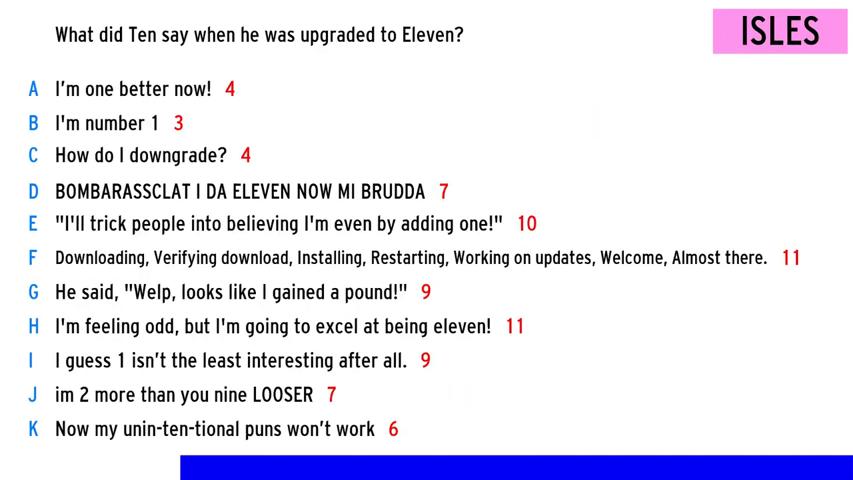 What did Ten say when he was upgraded to Eleven?
ISLES
A I’m one better now! 4
B I'm number 1 3
C How do I downgrade? 4
D BOMBARASSCLAT I DA ELEVEN NOW MI BRUDDA 7
E "I'll trick people into believing I'm even by adding one!" 10
F Downloading, Verifying download, Installing, Restarting, Working on updates, Welcome, Almost there. 11
G He said, "Welp, looks like I gained a pound!" 9
H I'm feeling odd, but I'm going to excel at being eleven! 11
I I guess 1 isn’t the least interesting after all. 9
J im 2 more than you nine LOOSER 7
K Now my unin-ten-tional puns won’t work 6